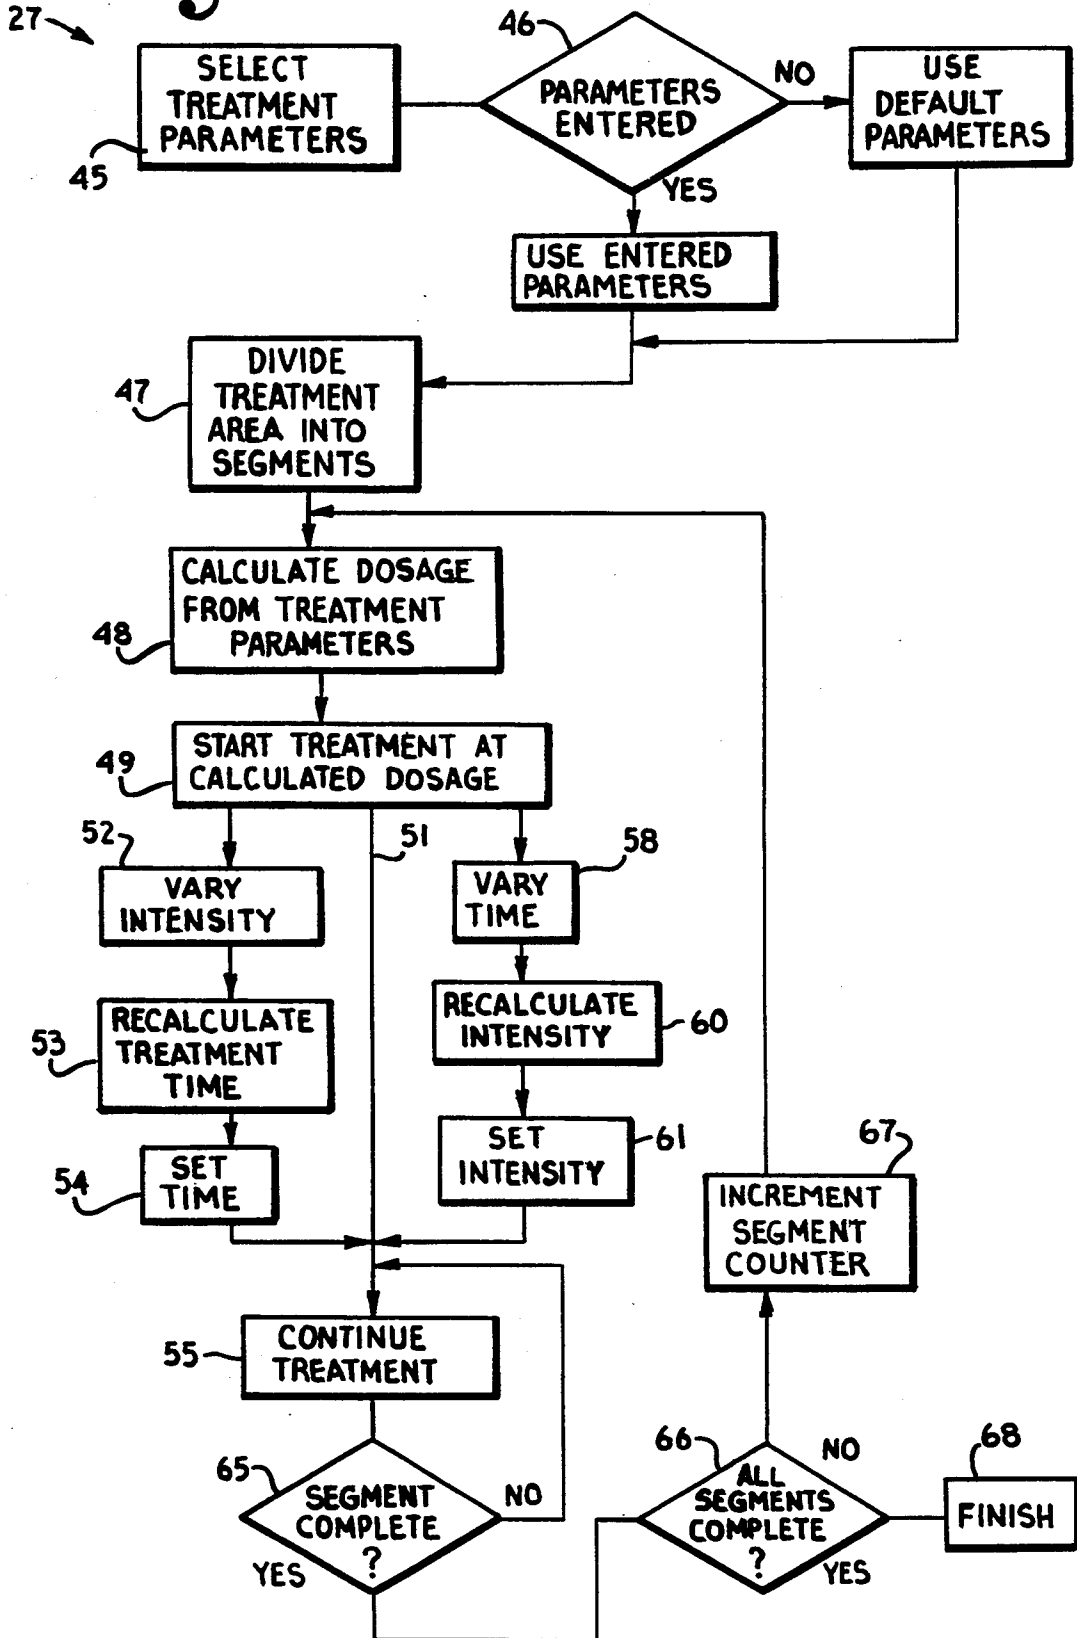 27
SELECT
TREATMENT
PARAMETERS
45
46
PARAMETERS
ENTERED
NO
YES
USE
DEFAULT
PARAMETERS
USE ENTERED
PARAMETERS
47
DIVIDE
TREATMENT
AREA INTO
SEGMENTS
48
CALCULATE DOSAGE
FROM TREATMENT
PARAMETERS
49
START TREATMENT AT
CALCULATED DOSAGE
52
VARY
INTENSITY
51
58
VARY
TIME
53
RECALCULATE
TREATMENT
TIME
RECALCULATE
INTENSITY
60
54
SET
TIME
SET
INTENSITY
61
67
INCREMENT
SEGMENT
COUNTER
55
CONTINUE
TREATMENT
65
SEGMENT
COMPLETE
?
NO
YES
66
ALL
SEGMENTS
COMPLETE
?
NO
YES
68
FINISH